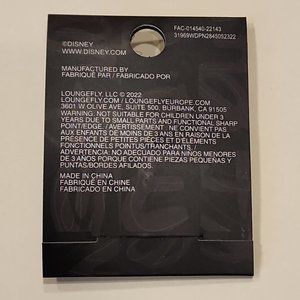 FAC-014540-22143
31969WDPN2845052322
©DISNEY
WWW.DISNEY.COM
MANUFACTURED BY
FABRIQUÉ PAR / FABRICADO POR
LOUNGEFLY, LLC © 2022
LOUNGEFLY.COM / LOUNGEFLYEUROPE.COM
3601 W OLIVE AVE, SUITE 500, BURBANK, CA 91505
WARNING: NOT SUITABLE FOR CHILDREN UNDER 3
YEARS DUE TO SMALL PARTS AND FUNCTIONAL SHARP
POINT/EDGE. / AVERTISSEMENT : NE CONVIENT PAS
AUX ENFANTS DE MOINS DE 3 ANS EN RAISON DE LA
PRÉSENCE DE PETITES PIÈCES ET D'ÉLÉMENTS
FONCTIONNELS POINTUS/TRANCHANTS. /
ADVERTENCIA: NO ADECUADO PARA NIÑOS MENORES
DE 3 AÑOS PORQUE CONTIENE PIEZAS PEQUEÑAS Y
PUNTAS/BORDES AFILADAS.
MADE IN CHINA
FABRIQUÉ EN CHINE
FABRICADO EN CHINA